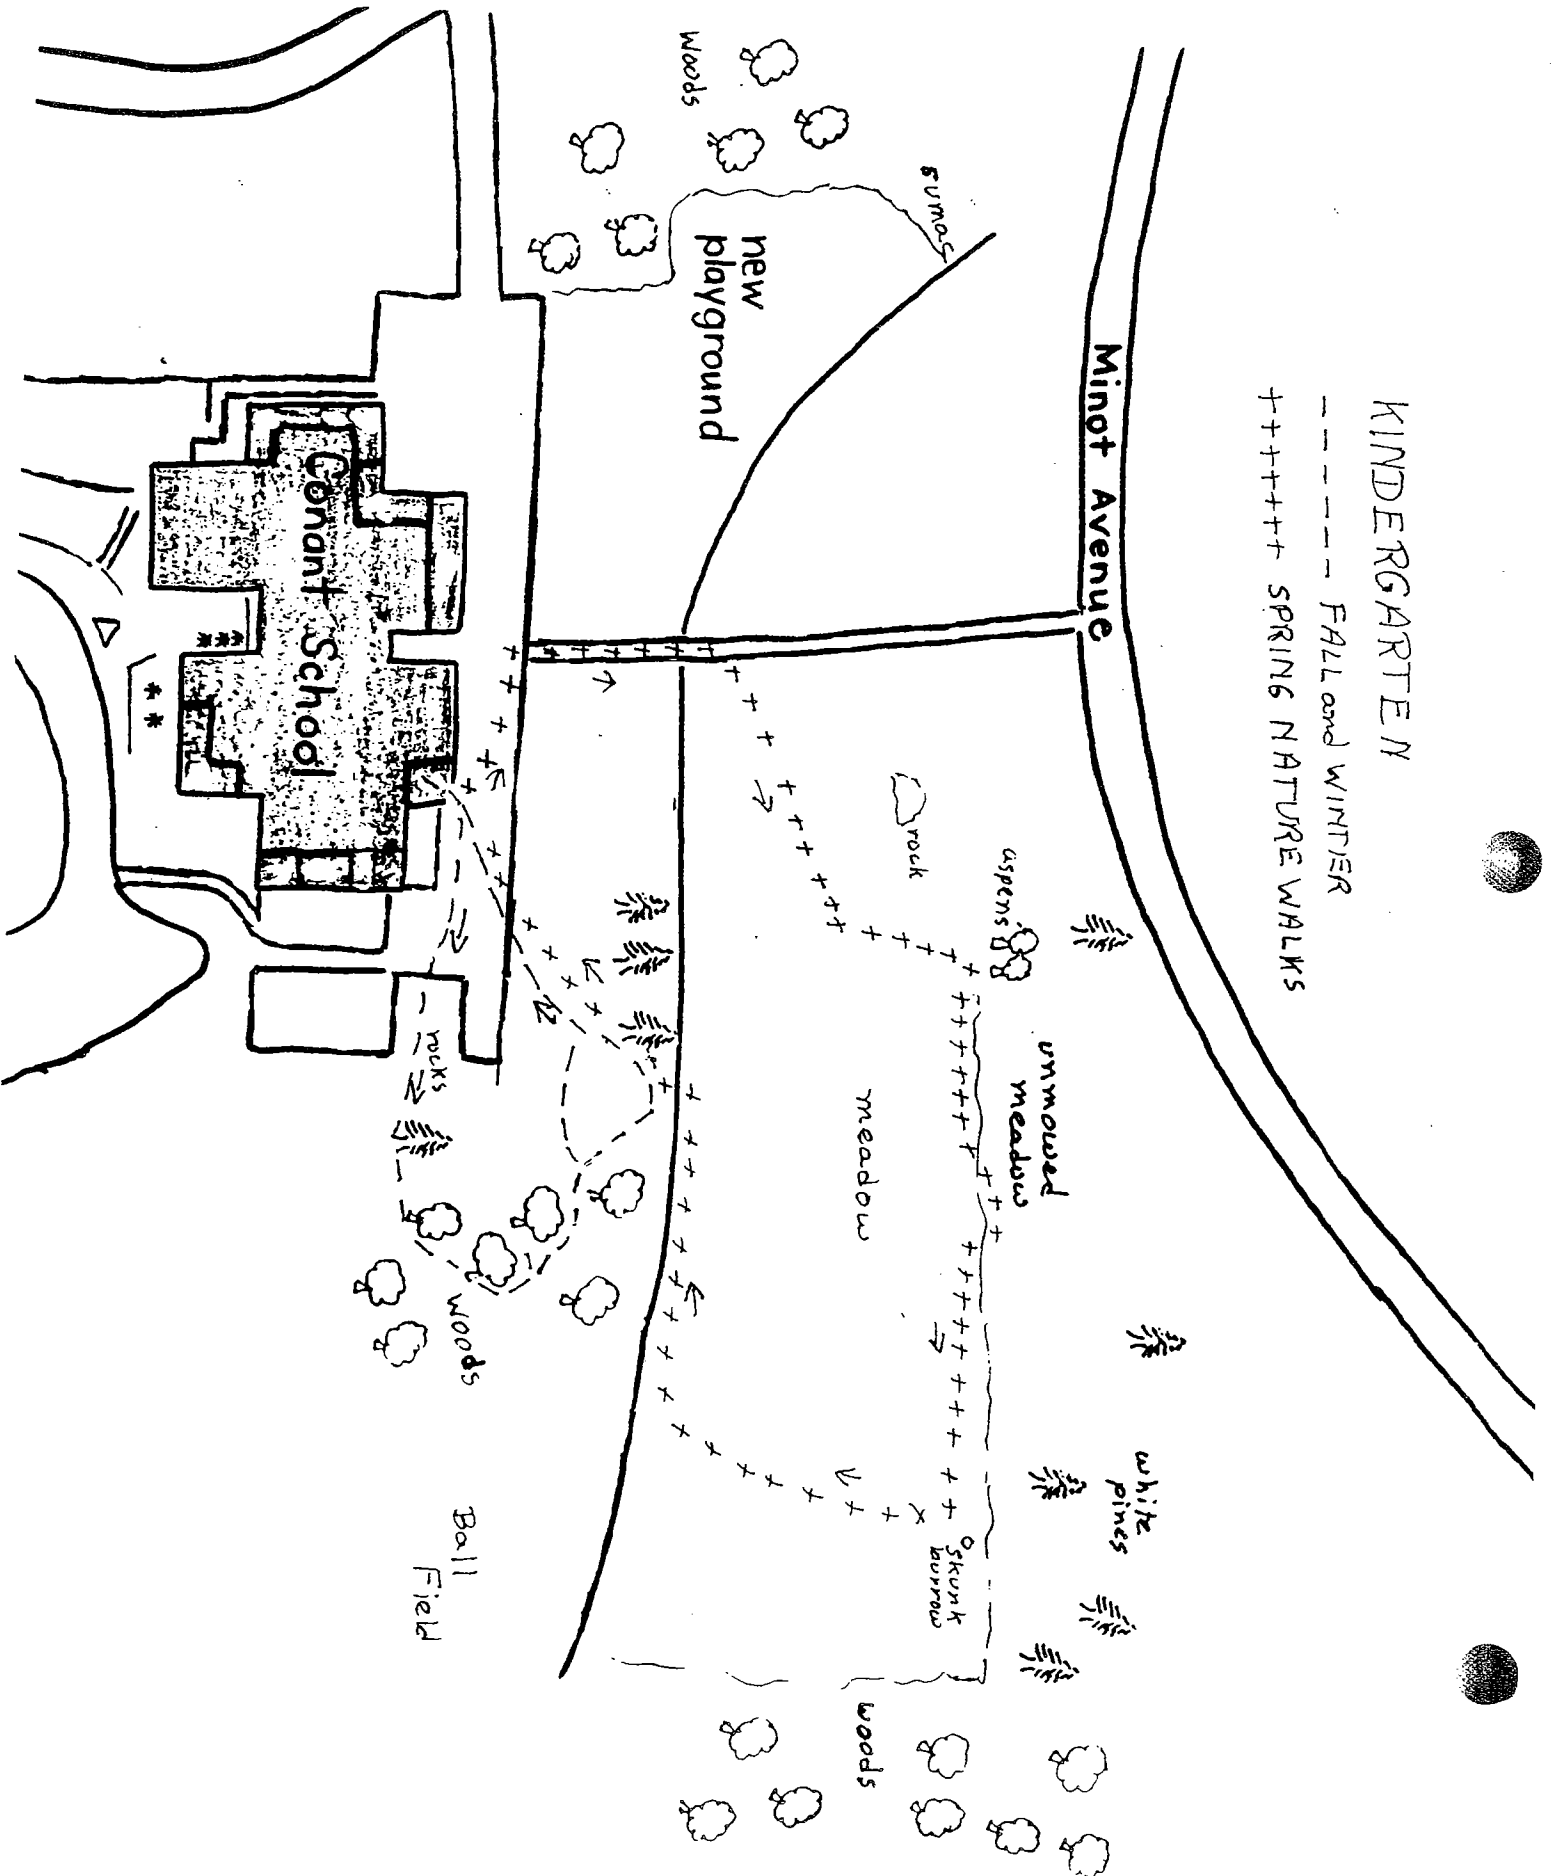 KINDERGARTEN
----- FALL and WINTER
+++++++ SPRING NATURE WALKS
Minot Avenue
Woods
sumac
new
playground
rock
aspens
unmowed
meadow
meadow
white
pines
skunk
burrow
woods
Conant School
rocks
woods
Ball
Field